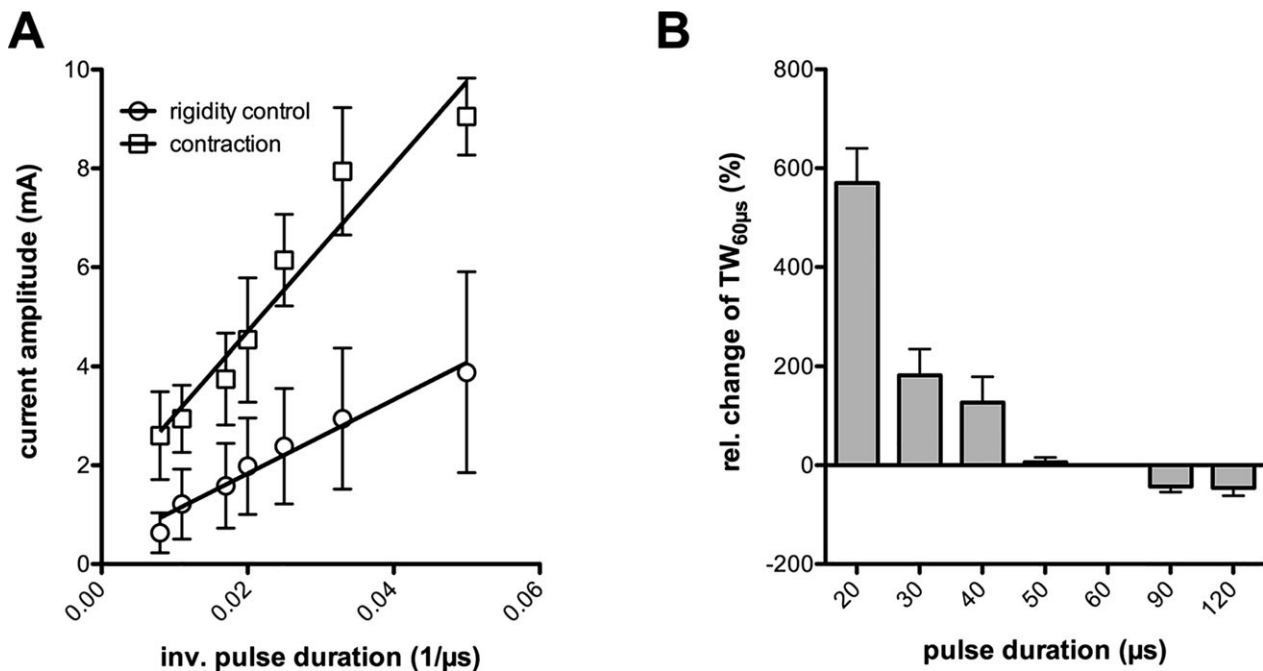 A
B
10
8
6
4
2
0
current amplitude (mA)
rigidity control
contraction
0.00
0.02
0.04
0.06
inv. pulse duration (1/µs)
800
600
400
200
0
-200
rel. change of TW60µs (%)
20
30
40
50
60
90
120
pulse duration (µs)